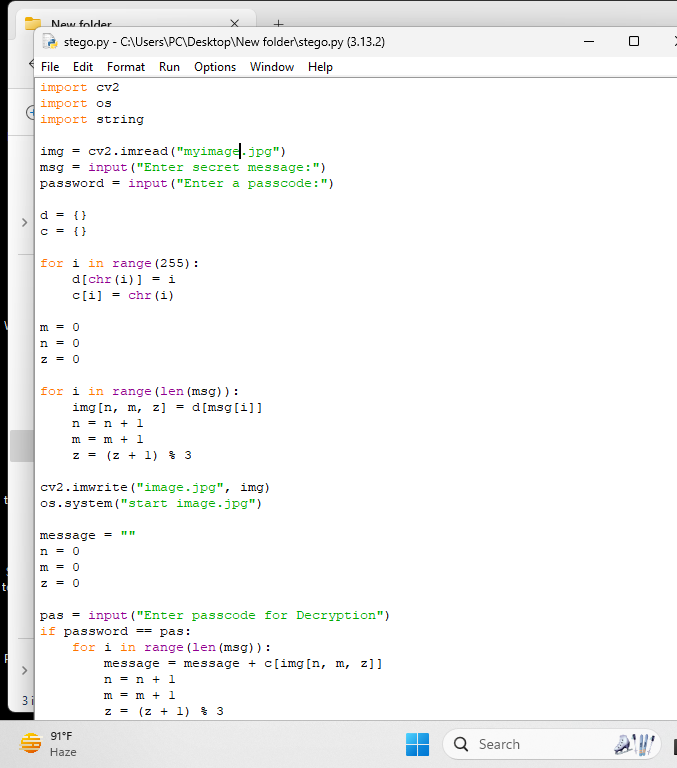 New folder
stego.py - C:\Users\PC\Desktop\New folder\stego.py (3.13.2)
File Edit Format Run Options Window Help
import cv2
import os
import string
img = cv2.imread("myimage.jpg")
msg = input("Enter secret message:")
password = input("Enter a passcode:")
d = {}
c = {}
for i in range(255):
    d[chr(i)] = i
    c[i] = chr(i)
m = 0
n = 0
z = 0
for i in range(len(msg)):
    img[n, m, z] = d[msg[i]]
    n = n + 1
    m = m + 1
    z = (z + 1) % 3
cv2.imwrite("image.jpg", img)
os.system("start image.jpg")
message = ""
n = 0
m = 0
z = 0
pas = input("Enter passcode for Decryption")
if password == pas:
    for i in range(len(msg)):
        message = message + c[img[n, m, z]]
        n = n + 1
        m = m + 1
        z = (z + 1) % 3
91°F
Haze
Search